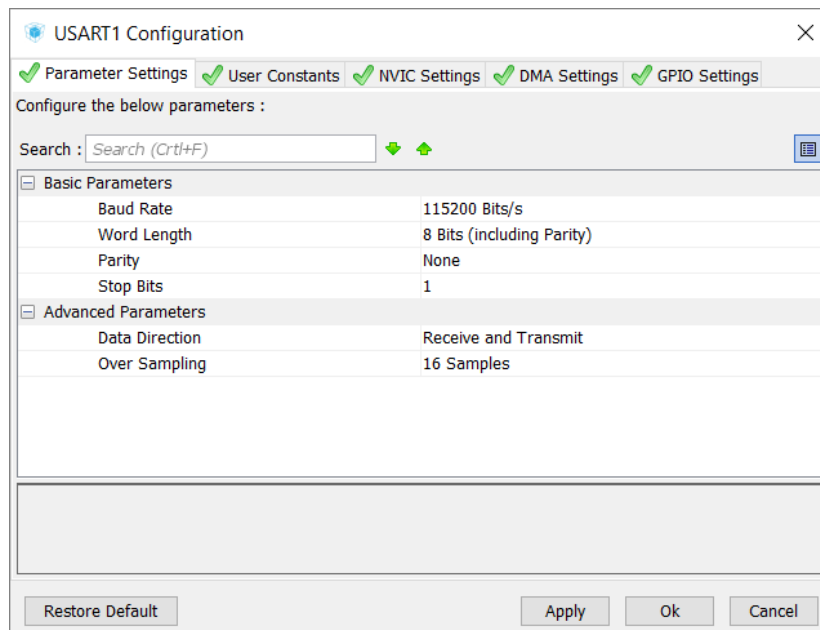 USART1 Configuration
Parameter Settings User Constants NVIC Settings DMA Settings GPIO Settings
Configure the below parameters :
Search : Search (Crtl+F)
Basic Parameters
Baud Rate 115200 Bits/s
Word Length 8 Bits (including Parity)
Parity None
Stop Bits 1
Advanced Parameters
Data Direction Receive and Transmit
Over Sampling 16 Samples
Restore Default Apply Ok Cancel